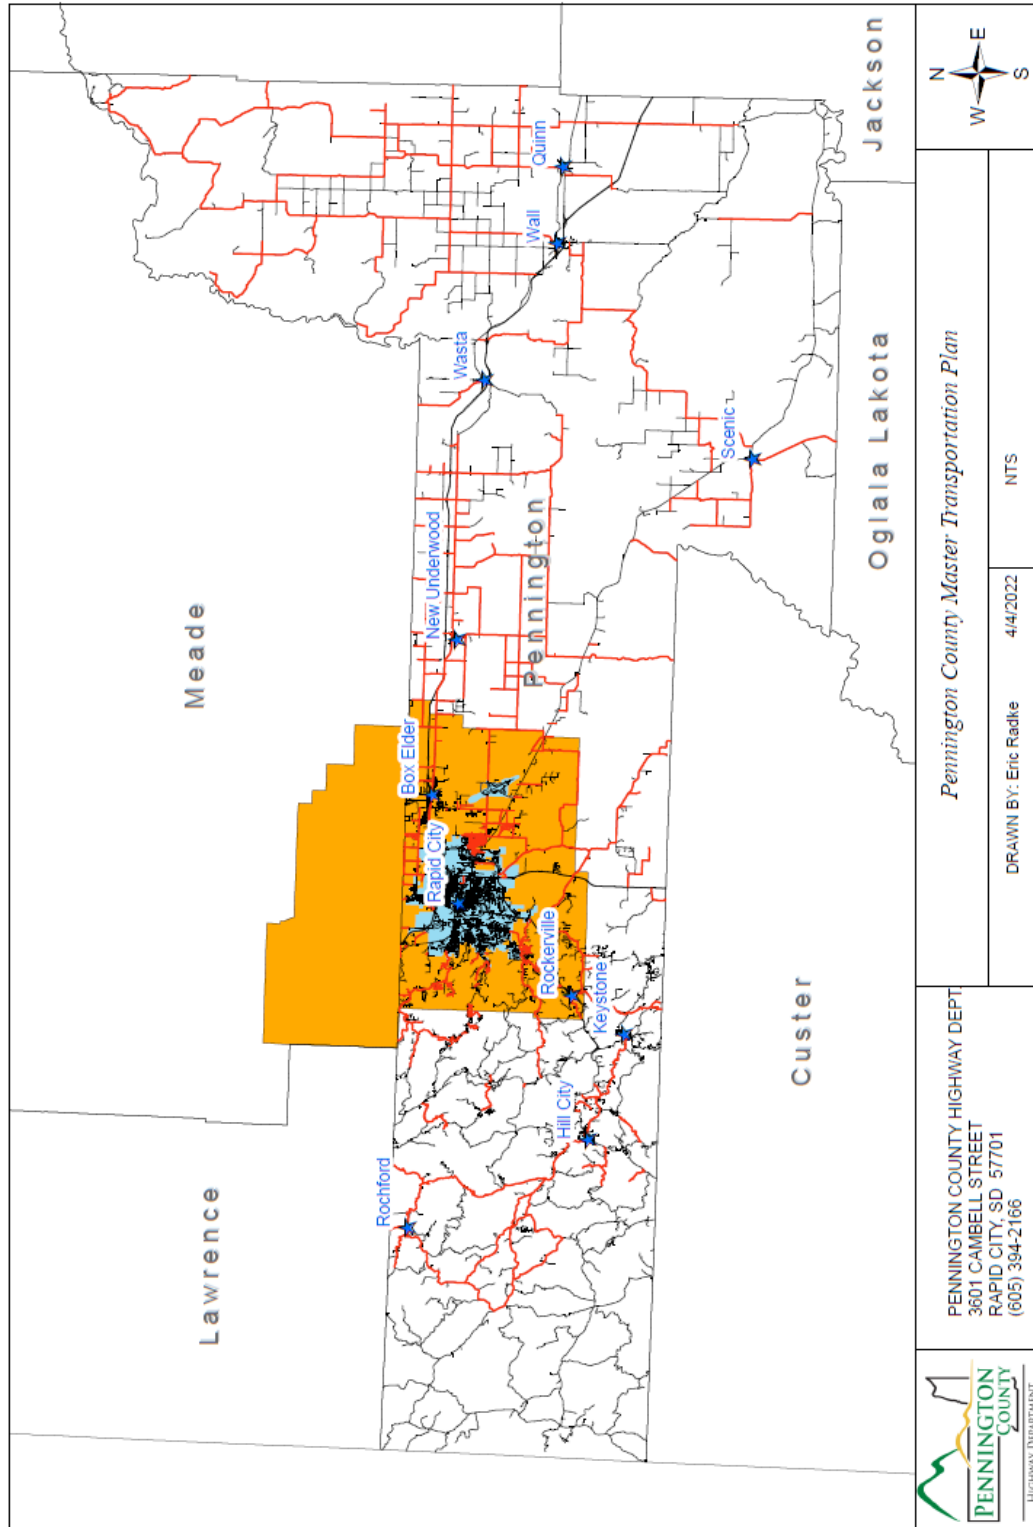 Lawrence
Meade
Jackson
Rochford
Rapid City
Box Elder
New Underwood
Wasta
Wall
Quinn
Hill City
Keystone
Rockerville
Pennington
Scenic
Custer
Oglala Lakota
PENNINGTON
COUNTY
HIGHWAY DEPARTMENT
PENNINGTON COUNTY HIGHWAY DEPT.
3601 CAMBELL STREET
RAPID CITY, SD 57701
(605) 394-2166
Pennington County Master Transportation Plan
DRAWN BY: Eric Radke
4/4/2022
NTS
N
W
E
S